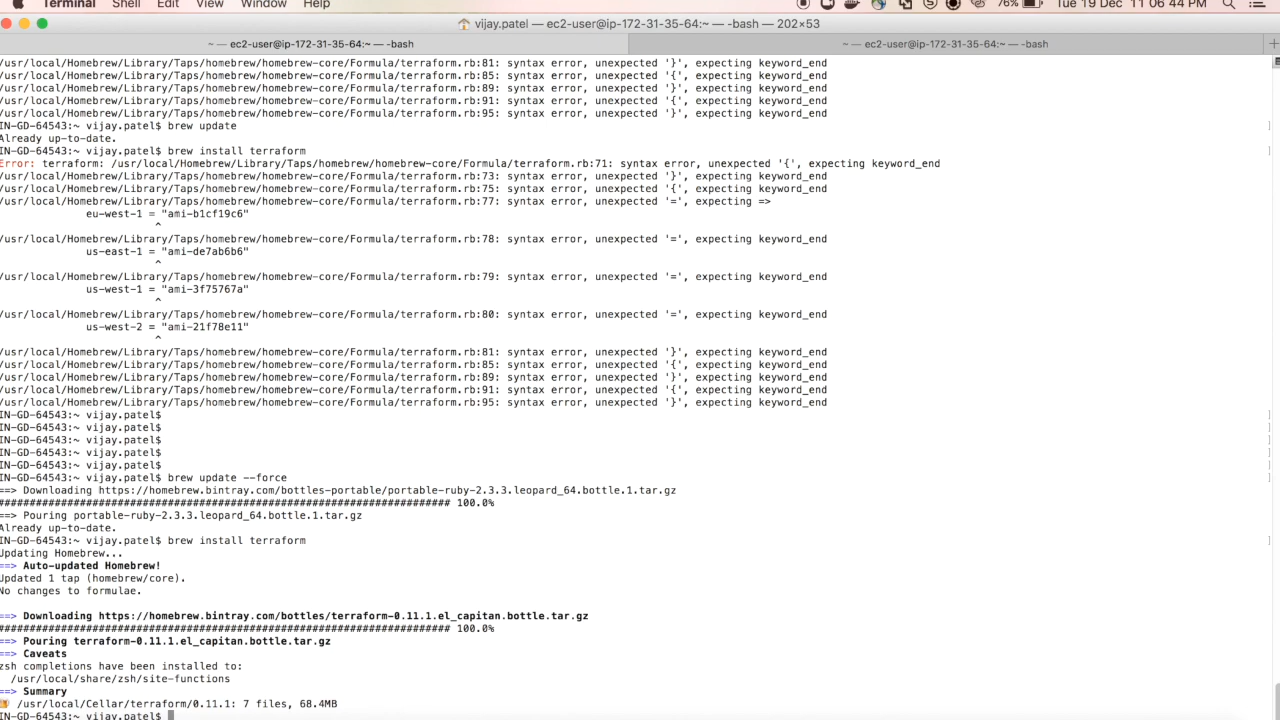 Terminal Shell Edit View Window Help 76% Tue 19 Dec 11 06 44 PM
vijay.patel — ec2-user@ip-172-31-35-64:~ — -bash — 202×53
~ — ec2-user@ip-172-31-35-64:~ — -bash ~ — ec2-user@ip-172-31-35-64:~ — -bash
/usr/local/Homebrew/Library/Taps/homebrew/homebrew-core/Formula/terraform.rb:81: syntax error, unexpected '}', expecting keyword_end
/usr/local/Homebrew/Library/Taps/homebrew/homebrew-core/Formula/terraform.rb:85: syntax error, unexpected '{', expecting keyword_end
/usr/local/Homebrew/Library/Taps/homebrew/homebrew-core/Formula/terraform.rb:89: syntax error, unexpected '}', expecting keyword_end
/usr/local/Homebrew/Library/Taps/homebrew/homebrew-core/Formula/terraform.rb:91: syntax error, unexpected '{', expecting keyword_end
/usr/local/Homebrew/Library/Taps/homebrew/homebrew-core/Formula/terraform.rb:95: syntax error, unexpected '}', expecting keyword_end
IN-GD-64543:~ vijay.patel$ brew update
Already up-to-date.
IN-GD-64543:~ vijay.patel$ brew install terraform
Error: terraform: /usr/local/Homebrew/Library/Taps/homebrew/homebrew-core/Formula/terraform.rb:71: syntax error, unexpected '{', expecting keyword_end
/usr/local/Homebrew/Library/Taps/homebrew/homebrew-core/Formula/terraform.rb:73: syntax error, unexpected '}', expecting keyword_end
/usr/local/Homebrew/Library/Taps/homebrew/homebrew-core/Formula/terraform.rb:75: syntax error, unexpected '{', expecting keyword_end
/usr/local/Homebrew/Library/Taps/homebrew/homebrew-core/Formula/terraform.rb:77: syntax error, unexpected '=', expecting =>
eu-west-1 = "ami-b1cf19c6"
^
/usr/local/Homebrew/Library/Taps/homebrew/homebrew-core/Formula/terraform.rb:78: syntax error, unexpected '=', expecting keyword_end
us-east-1 = "ami-de7ab6b6"
^
/usr/local/Homebrew/Library/Taps/homebrew/homebrew-core/Formula/terraform.rb:79: syntax error, unexpected '=', expecting keyword_end
us-west-1 = "ami-3f75767a"
^
/usr/local/Homebrew/Library/Taps/homebrew/homebrew-core/Formula/terraform.rb:80: syntax error, unexpected '=', expecting keyword_end
us-west-2 = "ami-21f78e11"
^
/usr/local/Homebrew/Library/Taps/homebrew/homebrew-core/Formula/terraform.rb:81: syntax error, unexpected '}', expecting keyword_end
/usr/local/Homebrew/Library/Taps/homebrew/homebrew-core/Formula/terraform.rb:85: syntax error, unexpected '{', expecting keyword_end
/usr/local/Homebrew/Library/Taps/homebrew/homebrew-core/Formula/terraform.rb:89: syntax error, unexpected '}', expecting keyword_end
/usr/local/Homebrew/Library/Taps/homebrew/homebrew-core/Formula/terraform.rb:91: syntax error, unexpected '{', expecting keyword_end
/usr/local/Homebrew/Library/Taps/homebrew/homebrew-core/Formula/terraform.rb:95: syntax error, unexpected '}', expecting keyword_end
IN-GD-64543:~ vijay.patel$
IN-GD-64543:~ vijay.patel$
IN-GD-64543:~ vijay.patel$
IN-GD-64543:~ vijay.patel$
IN-GD-64543:~ vijay.patel$
IN-GD-64543:~ vijay.patel$ brew update --force
==> Downloading https://homebrew.bintray.com/bottles-portable/portable-ruby-2.3.3.leopard_64.bottle.1.tar.gz
######################################################################## 100.0%
==> Pouring portable-ruby-2.3.3.leopard_64.bottle.1.tar.gz
Already up-to-date.
IN-GD-64543:~ vijay.patel$ brew install terraform
Updating Homebrew...
==> Auto-updated Homebrew!
Updated 1 tap (homebrew/core).
No changes to formulae.
==> Downloading https://homebrew.bintray.com/bottles/terraform-0.11.1.el_capitan.bottle.tar.gz
######################################################################## 100.0%
==> Pouring terraform-0.11.1.el_capitan.bottle.tar.gz
==> Caveats
zsh completions have been installed to:
/usr/local/share/zsh/site-functions
==> Summary
🍺 /usr/local/Cellar/terraform/0.11.1: 7 files, 68.4MB
IN-GD-64543:~ vijay.patel$